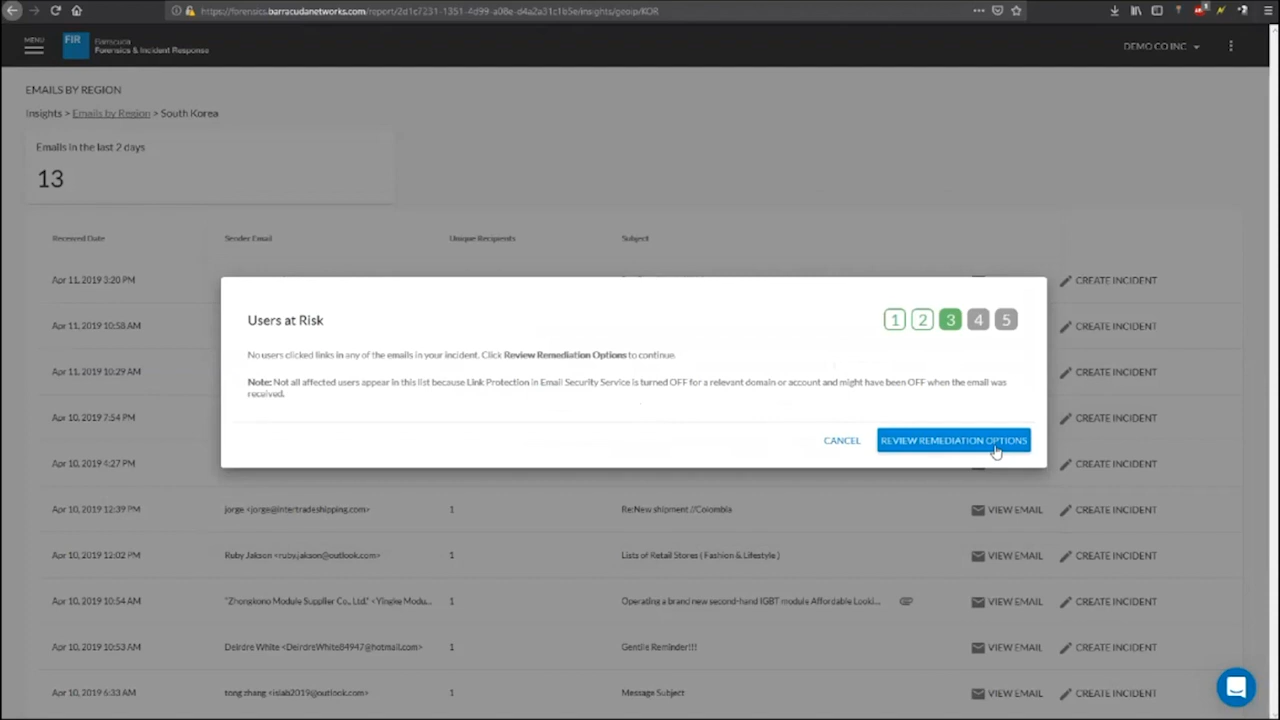 https://forensics.barracudanetworks.com/report/2d1c7231-1351-4d99-a08e-d4a2a31c1b5e/insights/geoip/KOR
MENU
FIR
Barracuda
Forensics & Incident Response
DEMO CO INC
EMAILS BY REGION
Insights > Emails by Region > South Korea
Emails in the last 2 days
13
Received Date Sender Email Unique Recipients Subject
Apr 11, 2019 3:20 PM CREATE INCIDENT
Apr 11, 2019 10:58 AM CREATE INCIDENT
Apr 11, 2019 10:29 AM CREATE INCIDENT
Apr 10, 2019 7:54 PM CREATE INCIDENT
Apr 10, 2019 4:27 PM CREATE INCIDENT
Users at Risk 1 2 3 4 5
No users clicked links in any of the emails in your incident. Click Review Remediation Options to continue.
Note: Not all affected users appear in this list because Link Protection in Email Security Service is turned OFF for a relevant domain or account and might have been OFF when the email was
received.
CANCEL REVIEW REMEDIATION OPTIONS
Apr 10, 2019 12:39 PM jorge <jorge@intertradeshipping.com> 1 Re:New shipment //Colombia VIEW EMAIL CREATE INCIDENT
Apr 10, 2019 12:02 PM Ruby Jakson <ruby.jakson@outlook.com> 1 Lists of Retail Stores ( Fashion & Lifestyle ) VIEW EMAIL CREATE INCIDENT
Apr 10, 2019 10:54 AM "Zhongkono Module Supplier Co., Ltd." <Yingke Modu... 1 Operating a brand new second-hand IGBT module Affordable Looki... VIEW EMAIL CREATE INCIDENT
Apr 10, 2019 10:53 AM Deirdre White <DeirdreWhite84947@hotmail.com> 1 Gentile Reminder!!! VIEW EMAIL CREATE INCIDENT
Apr 10, 2019 6:33 AM tong zhang <islab2019@outlook.com> 1 Message Subject VIEW EMAIL CREATE INCIDENT